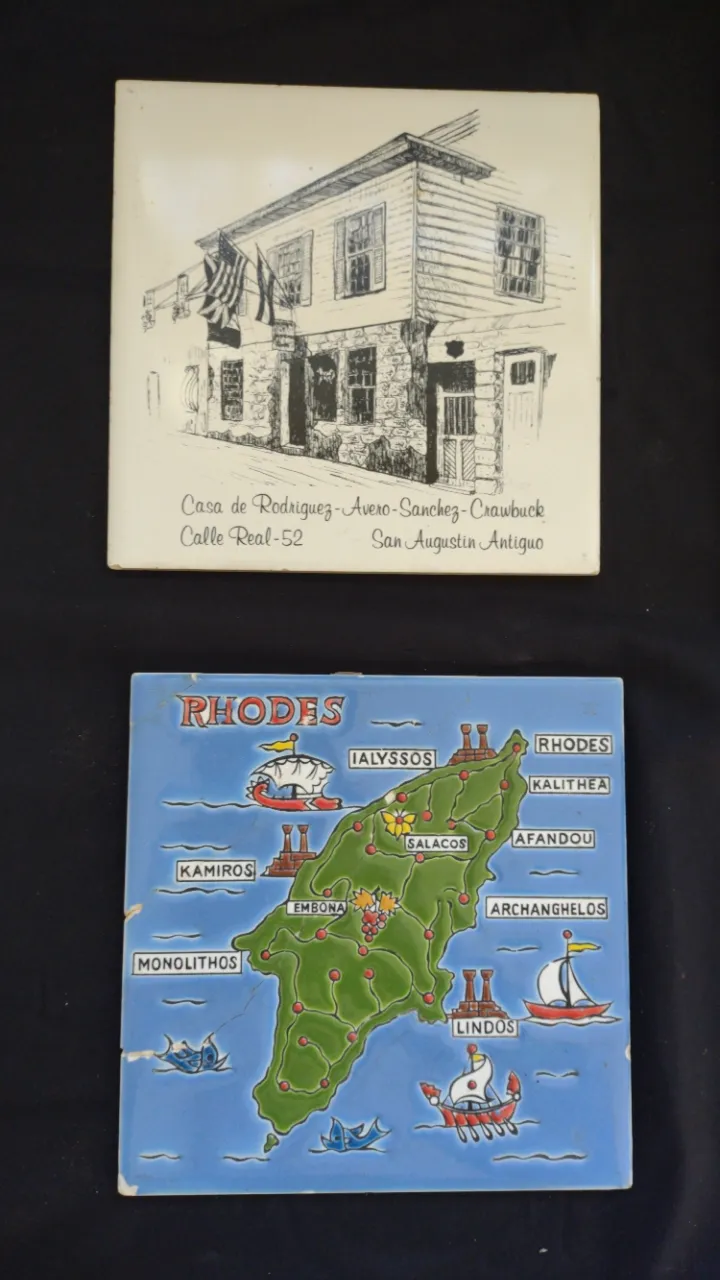 Casa de Rodriguez-Avero-Sanchez-Crawbuck
Calle Real-52 San Augustin Antiguo
RHODES
IALYSSOS
RHODES
KALITHEA
SALACOS
AFANDOU
KAMIROS
EMBONA
ARCHANGHELOS
MONOLITHOS
LINDOS